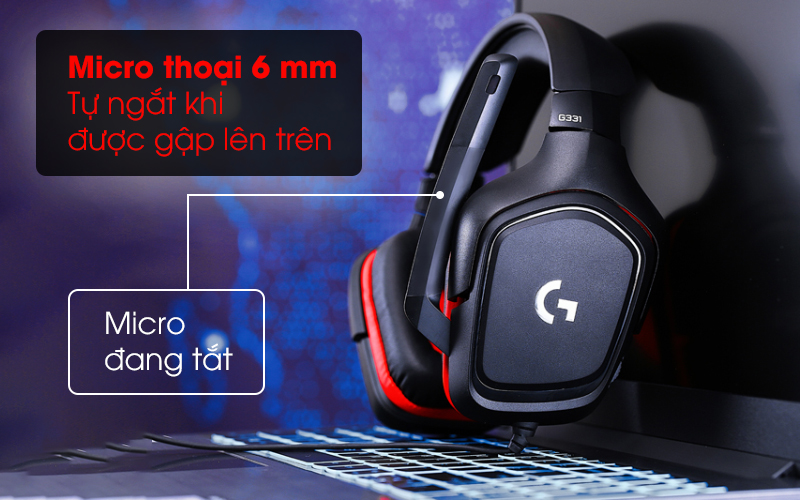 Micro thoại 6 mm
Tự ngắt khi
được gập lên trên
G331
G
Micro
đang tắt